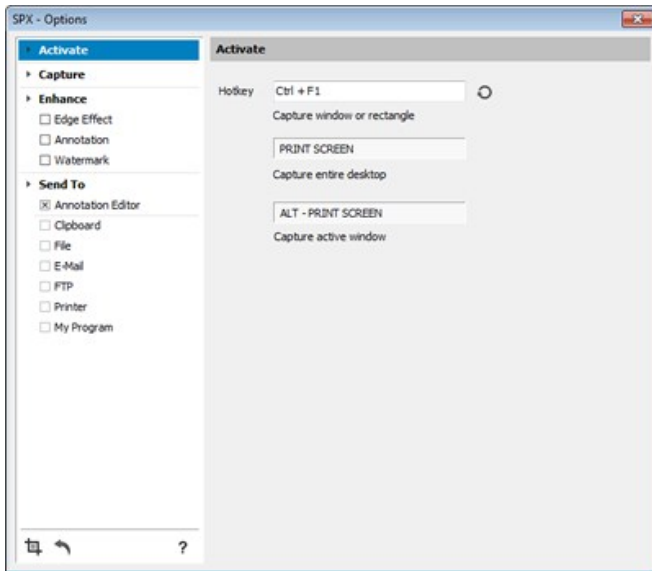 SPX - Options
Activate
Capture
Enhance
Edge Effect
Annotation
Watermark
Send To
Annotation Editor
Clipboard
File
E-Mail
FTP
Printer
My Program
?
Activate
Hotkey
Ctrl + F1
Capture window or rectangle
PRINT SCREEN
Capture entire desktop
ALT - PRINT SCREEN
Capture active window